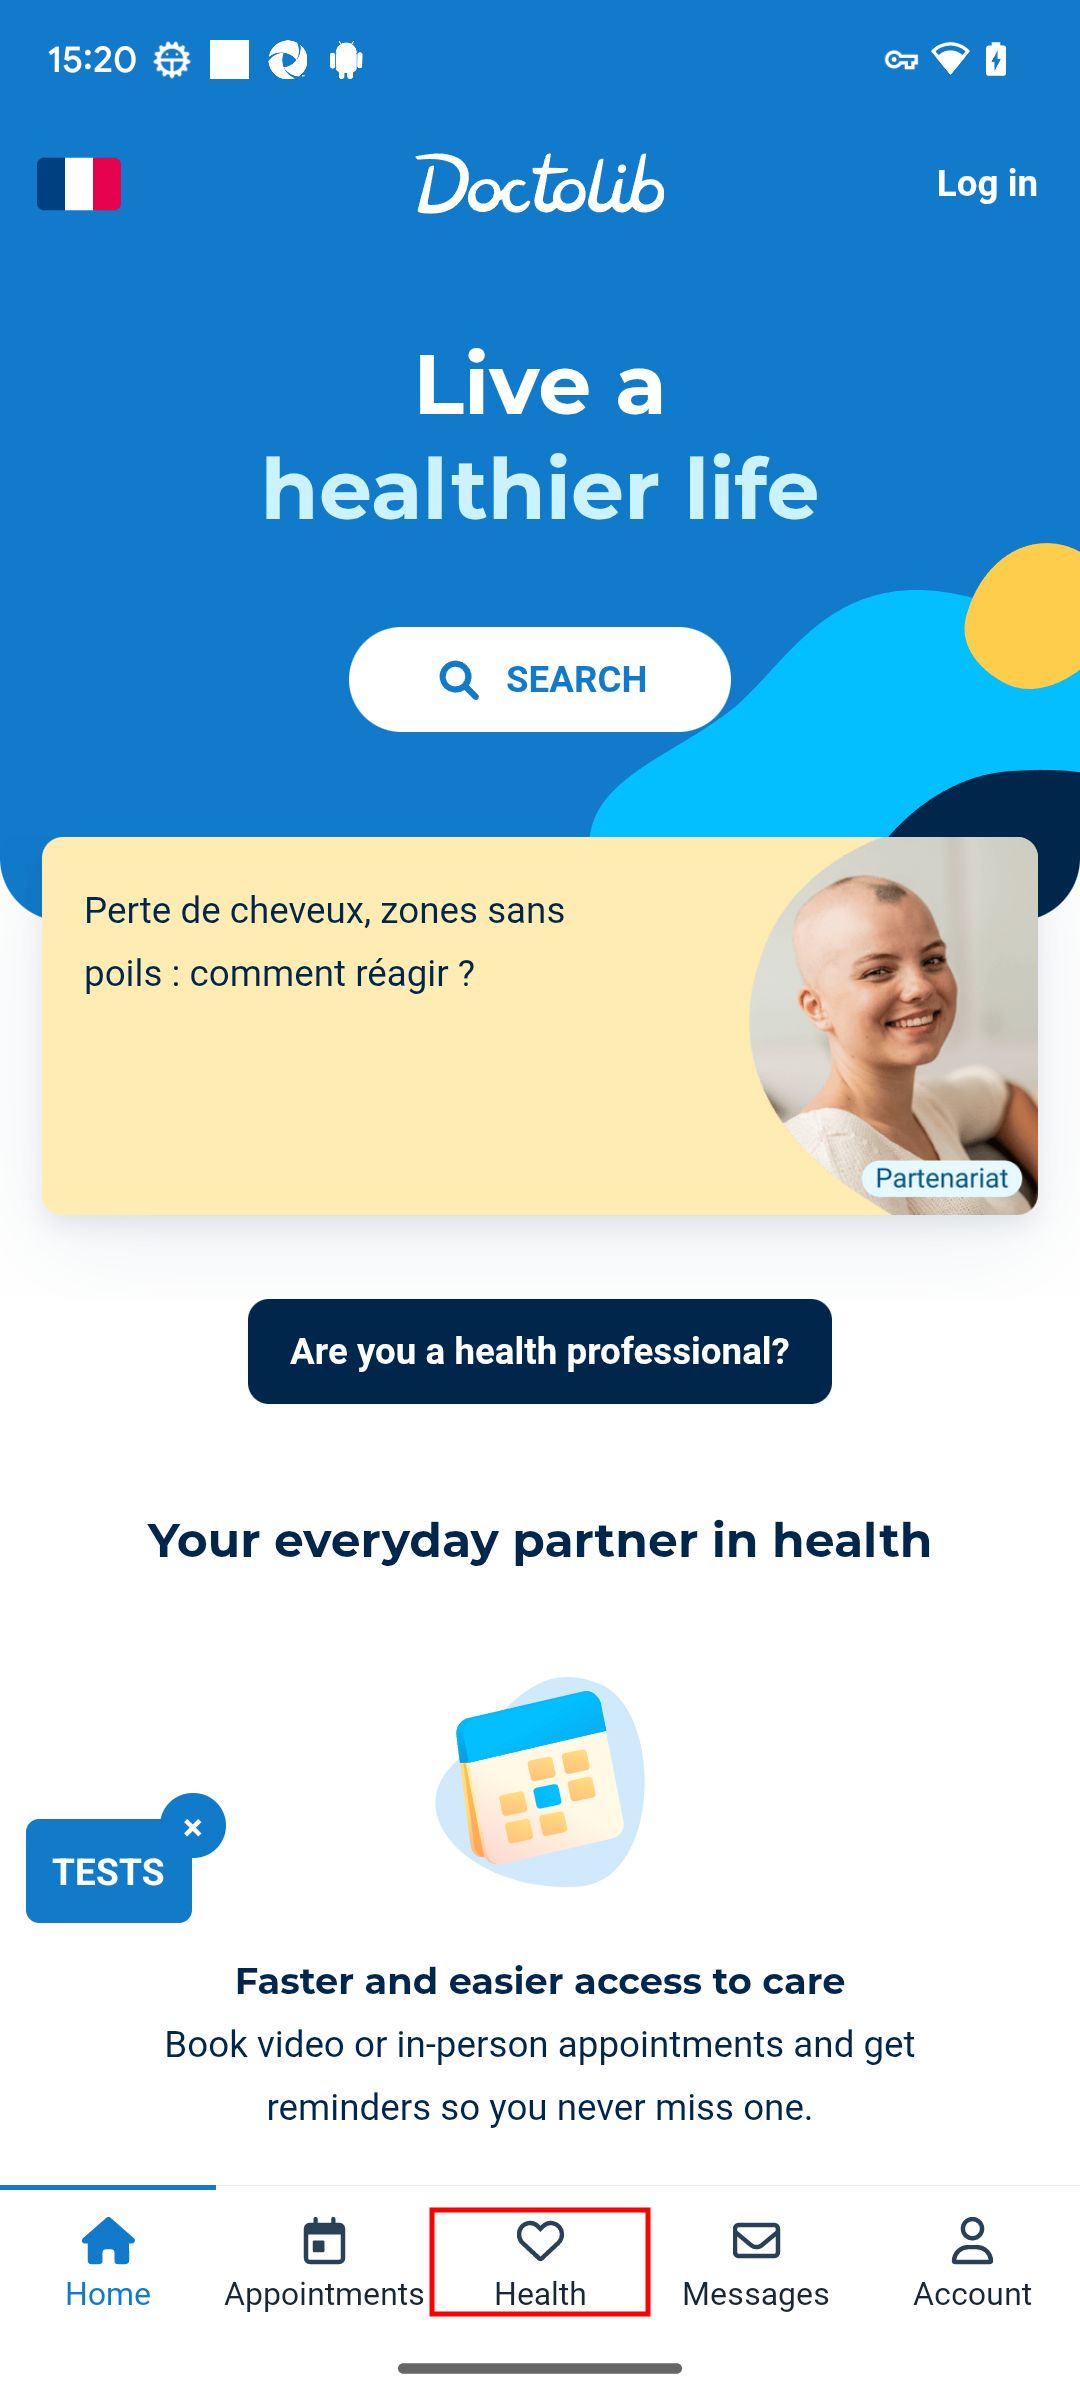 15:20
Doctolib
Log in
Live a
healthier life
SEARCH
Perte de cheveux, zones sans
poils : comment réagir ?
Partenariat
Are you a health professional?
Your everyday partner in health
TESTS
Faster and easier access to care
Book video or in-person appointments and get
reminders so you never miss one.
Home
Appointments
Health
Messages
Account